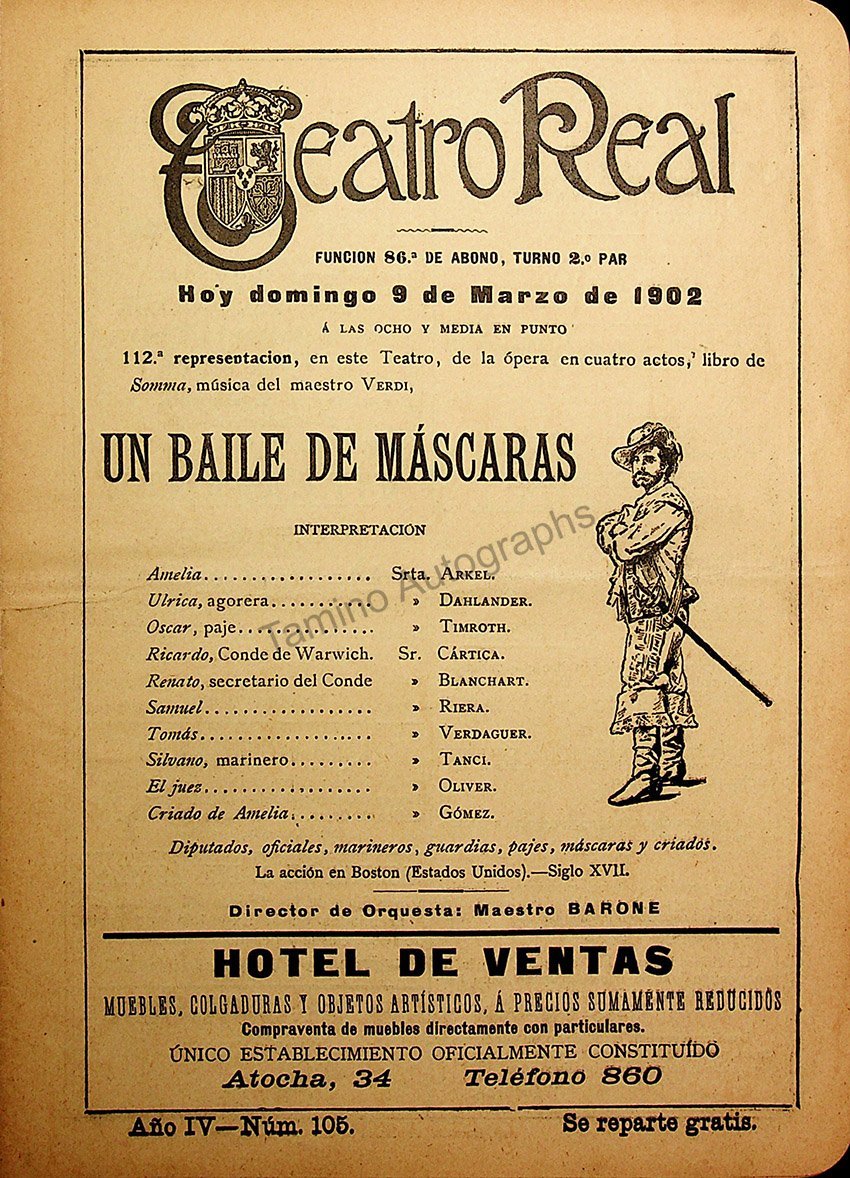 Teatro Real
FUNCION 86.ª DE ABONO, TURNO 2.º PAR
Hoy domingo 9 de Marzo de 1902
Á LAS OCHO Y MEDIA EN PUNTO
112.ª representacion, en este Teatro, de la ópera en cuatro actos, libro de
Somma, música del maestro VERDI,
UN BAILE DE MÁSCARAS
INTERPRETACIÓN
Amelia.................. Srta. ARKEL.
Ulrica, agorera........... » DAHLANDER.
Oscar, paje............... » TIMROTH.
Ricardo, Conde de Warwich. Sr. CÁRTICA.
Renato, secretario del Conde » BLANCHART.
Samuel.................. » RIERA.
Tomás................... » VERDAGUER.
Silvano, marinero......... » TANCI.
El juez.................. » OLIVER.
Criado de Amelia......... » GÓMEZ.
Diputados, oficiales, marineros, guardias, pajes, máscaras y criados.
La acción en Boston (Estados Unidos).—Siglo XVII.
Director de Orquesta: Maestro BARONE
HOTEL DE VENTAS
MUEBLES, COLGADURAS Y OBJETOS ARTÍSTICOS, Á PRECIOS SUMAMENTE REDUCIDOS
Compraventa de muebles directamente con particulares.
ÚNICO ESTABLECIMIENTO OFICIALMENTE CONSTITUÍDO
Atocha, 34 Teléfono 860
Año IV—Núm. 105. Se reparte gratis.
Tamino Autographs